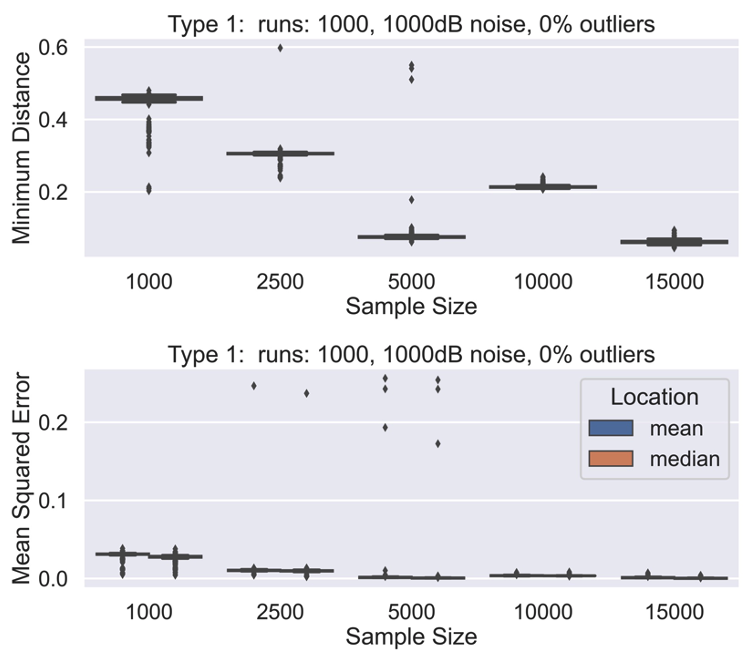 Type 1:  runs: 1000, 1000dB noise, 0% outliers
Minimum Distance
0.6
0.4
0.2
1000 2500 5000 10000 15000
Sample Size
Type 1:  runs: 1000, 1000dB noise, 0% outliers
Mean Squared Error
0.2
0.1
0.0
Location
mean
median
1000 2500 5000 10000 15000
Sample Size